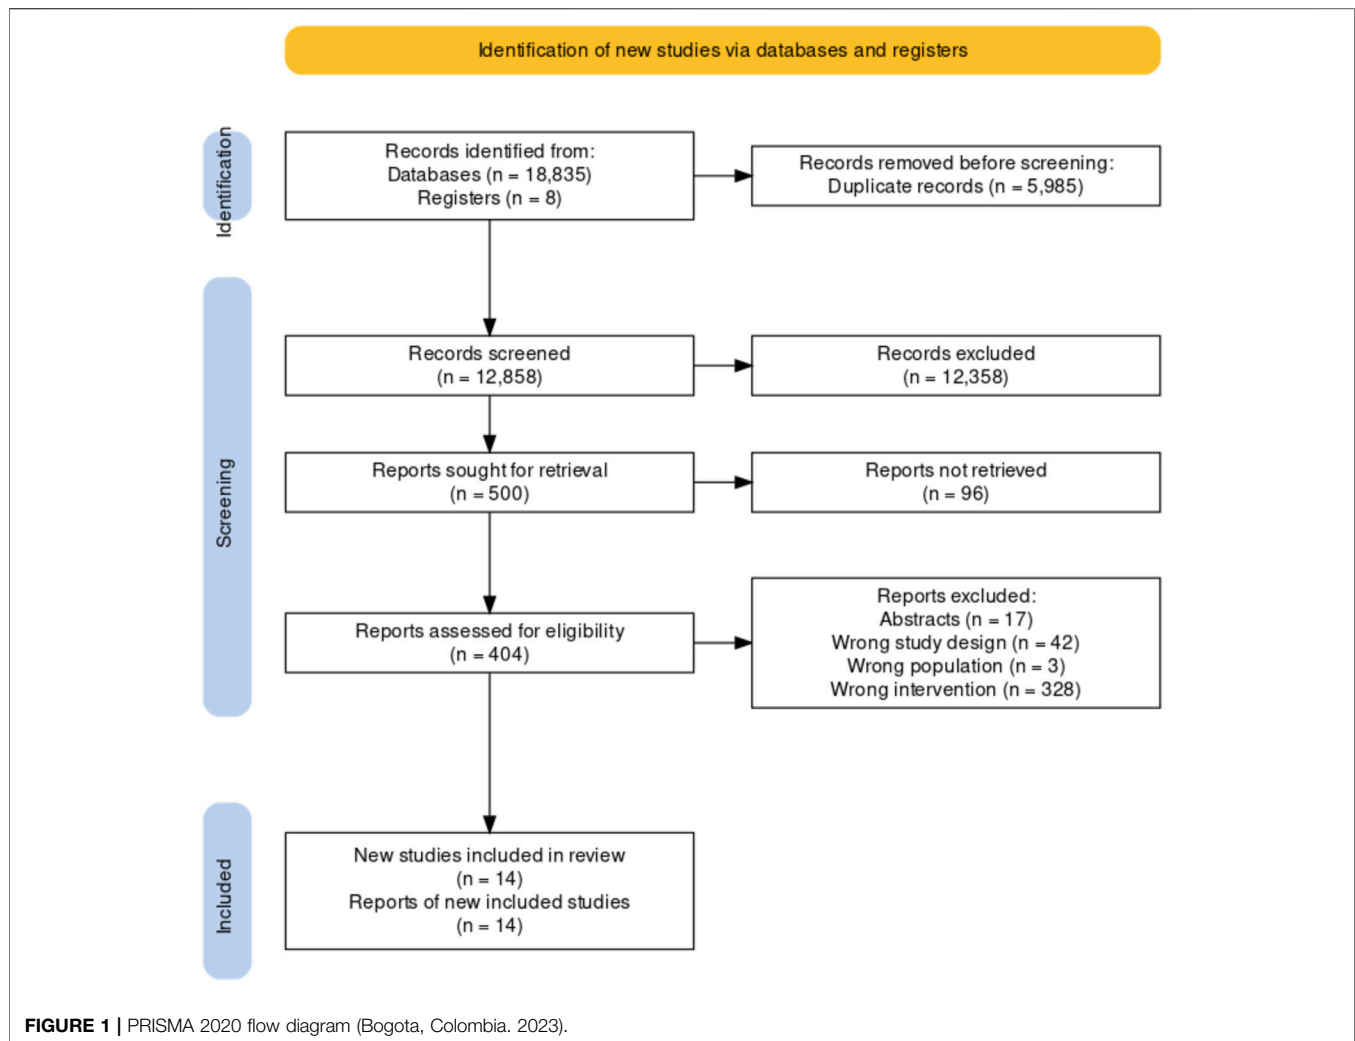 Identification of new studies via databases and registers
Identification
Records identified from:
Databases (n = 18,835)
Registers (n = 8)
Records removed before screening:
Duplicate records (n = 5,985)
Screening
Records screened
(n = 12,858)
Records excluded
(n = 12,358)
Reports sought for retrieval
(n = 500)
Reports not retrieved
(n = 96)
Reports assessed for eligibility
(n = 404)
Reports excluded:
Abstracts (n = 17)
Wrong study design (n = 42)
Wrong population (n = 3)
Wrong intervention (n = 328)
Included
New studies included in review
(n = 14)
Reports of new included studies
(n = 14)
FIGURE 1 | PRISMA 2020 flow diagram (Bogota, Colombia. 2023).